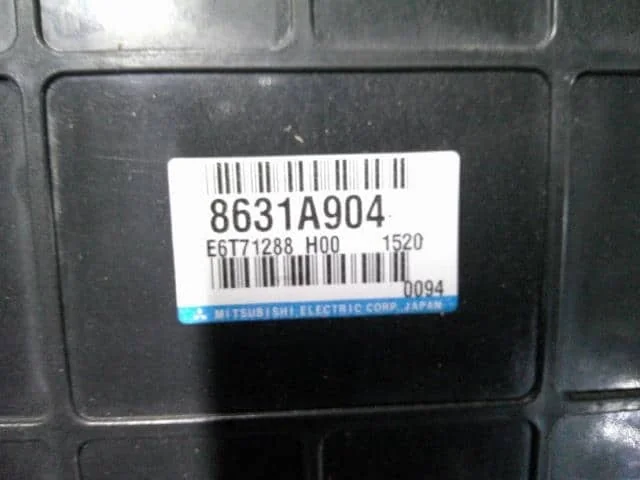 8631A904
E6T71288 H00 1520
0094
MITSUBISHI ELECTRIC CORP., JAPAN